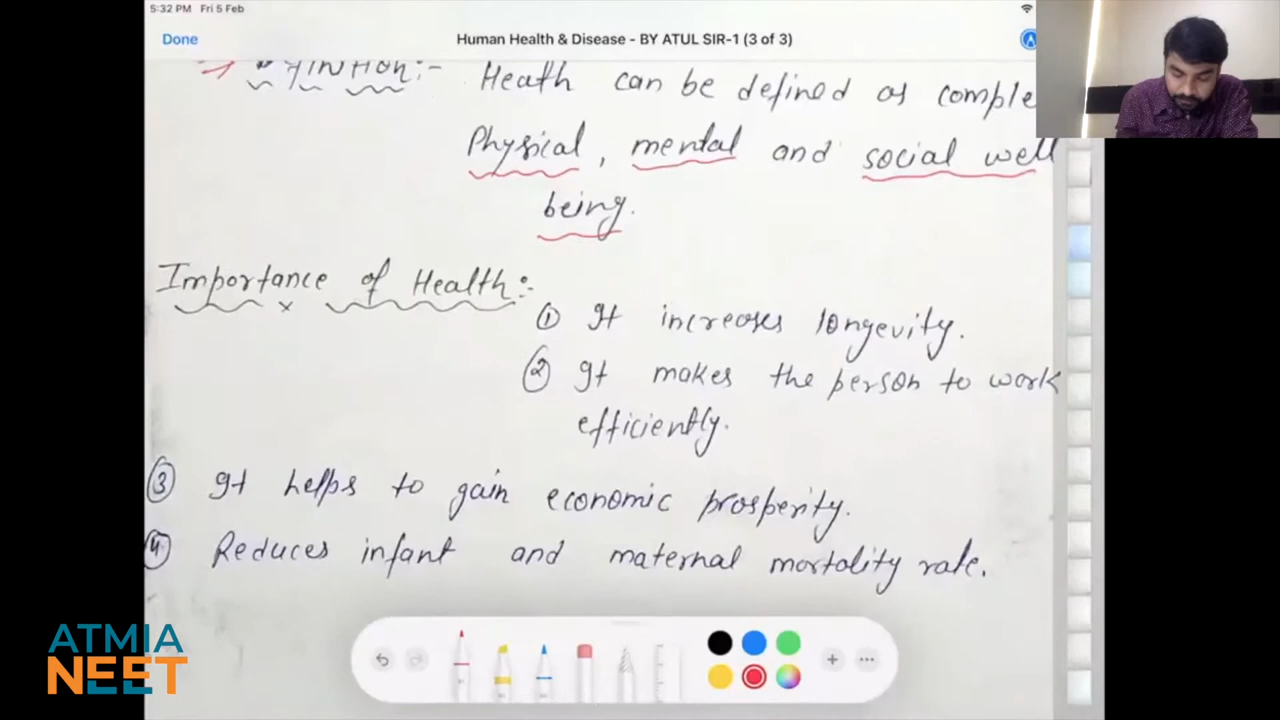 5:32 PM Fri 5 Feb
Done
Human Health & Disease - BY ATUL SIR-1 (3 of 3)
Heath can be defined as comple
Physical, mental and social well
being.
Importance of Health:-
① It increases longevity.
② It makes the person to work
efficiently.
③ It helps to gain economic prosperity.
④ Reduces infant and maternal mortality rate.
ATMIA
NEET